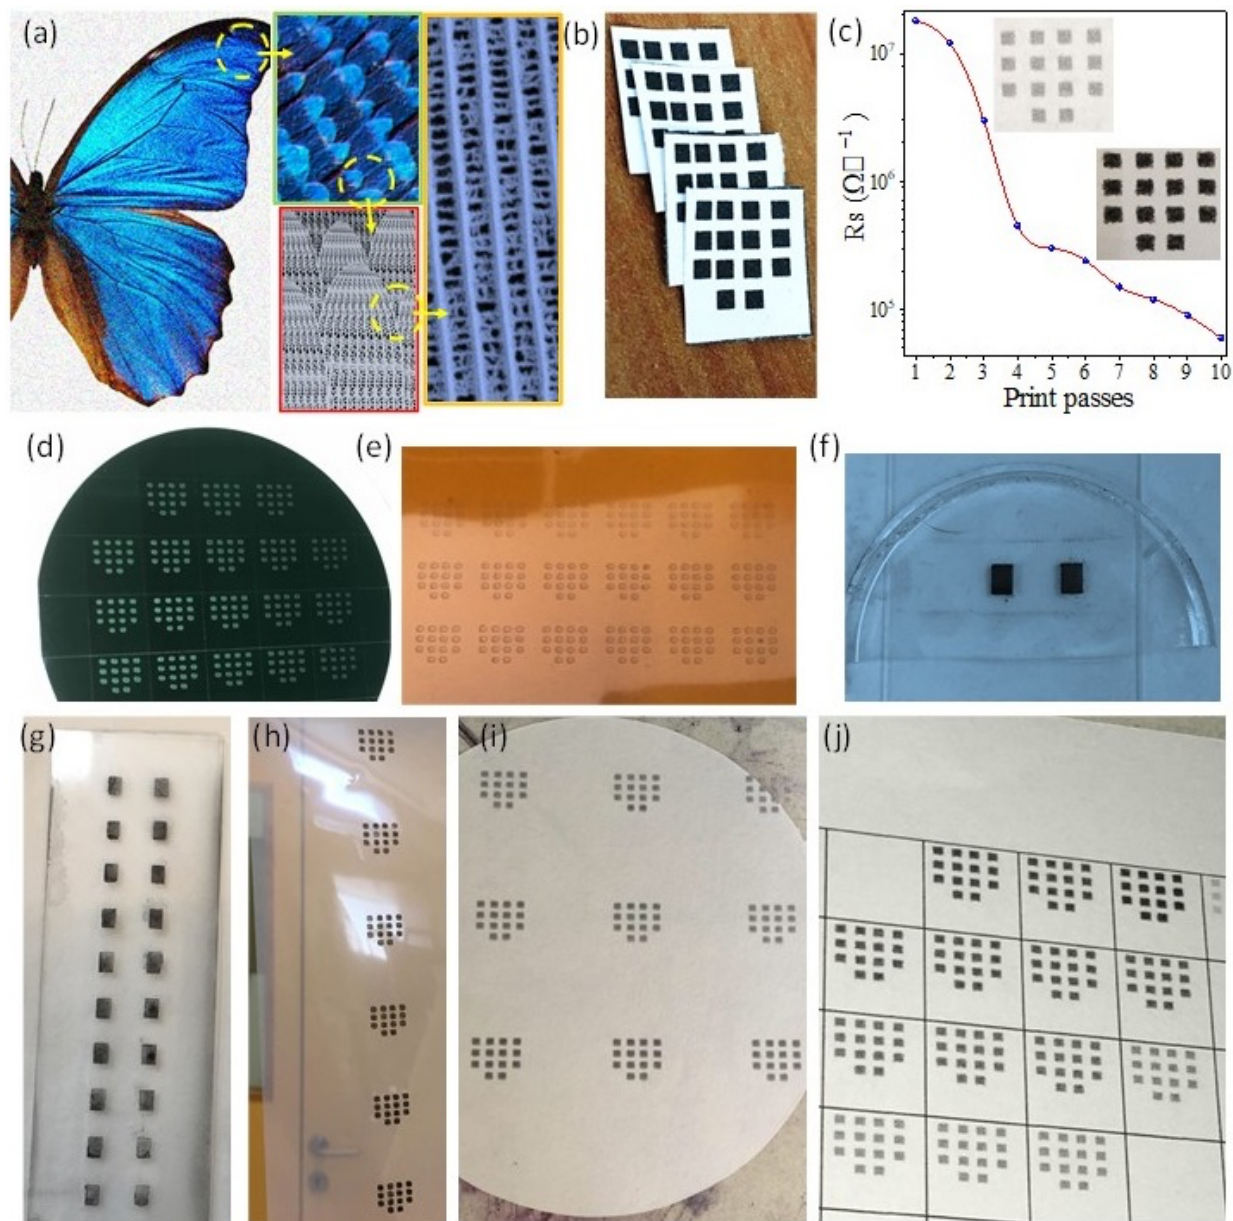 (a)
(b)
(c)
10⁷
10⁶
10⁵
Rs (Ω□⁻¹)
1 2 3 4 5 6 7 8 9 10
Print passes
(d)
(e)
(f)
(g)
(h)
(i)
(j)